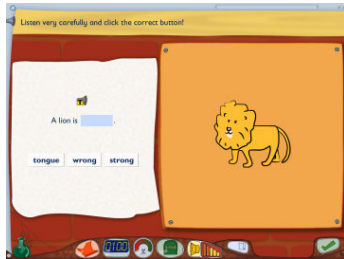 Listen very carefully and click the correct button!
A lion is .
tongue wrong strong
01:00